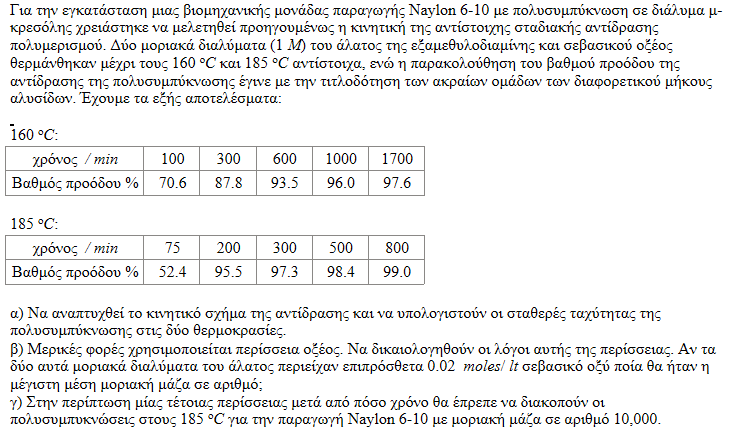 Για την εγκατάσταση μιας βιομηχανικής μονάδας παραγωγής Naylon 6-10 με πολυσυμπύκνωση σε διάλυμα μ-
κρεσόλης χρειάστηκε να μελετηθεί προηγουμένως η κινητική της αντίστοιχης σταδιακής αντίδρασης
πολυμερισμού. Δύο μοριακά διαλύματα (1 M) του άλατος της εξαμεθυλοδιαμίνης και σεβασικού οξέος
θερμάνθηκαν μέχρι τους 160 °C και 185 °C αντίστοιχα, ενώ η παρακολούθηση του βαθμού προόδου της
αντίδρασης της πολυσυμπύκνωσης έγινε με την τιτλοδότηση των ακραίων ομάδων των διαφορετικού μήκους
αλυσίδων. Έχουμε τα εξής αποτελέσματα:
160 °C:
χρόνος / min 100 300 600 1000 1700
Βαθμός προόδου % 70.6 87.8 93.5 96.0 97.6
185 °C:
χρόνος / min 75 200 300 500 800
Βαθμός προόδου % 52.4 95.5 97.3 98.4 99.0
α) Να αναπτυχθεί το κινητικό σχήμα της αντίδρασης και να υπολογιστούν οι σταθερές ταχύτητας της
πολυσυμπύκνωσης στις δύο θερμοκρασίες.
β) Μερικές φορές χρησιμοποιείται περίσσεια οξέος. Να δικαιολογηθούν οι λόγοι αυτής της περίσσειας. Αν τα
δύο αυτά μοριακά διαλύματα του άλατος περιείχαν επιπρόσθετα 0.02 moles/ lt σεβασικό οξύ ποία θα ήταν η
μέγιστη μέση μοριακή μάζα σε αριθμό;
γ) Στην περίπτωση μίας τέτοιας περίσσειας μετά από πόσο χρόνο θα έπρεπε να διακοπούν οι
πολυσυμπυκνώσεις στους 185 °C για την παραγωγή Naylon 6-10 με μοριακή μάζα σε αριθμό 10,000.